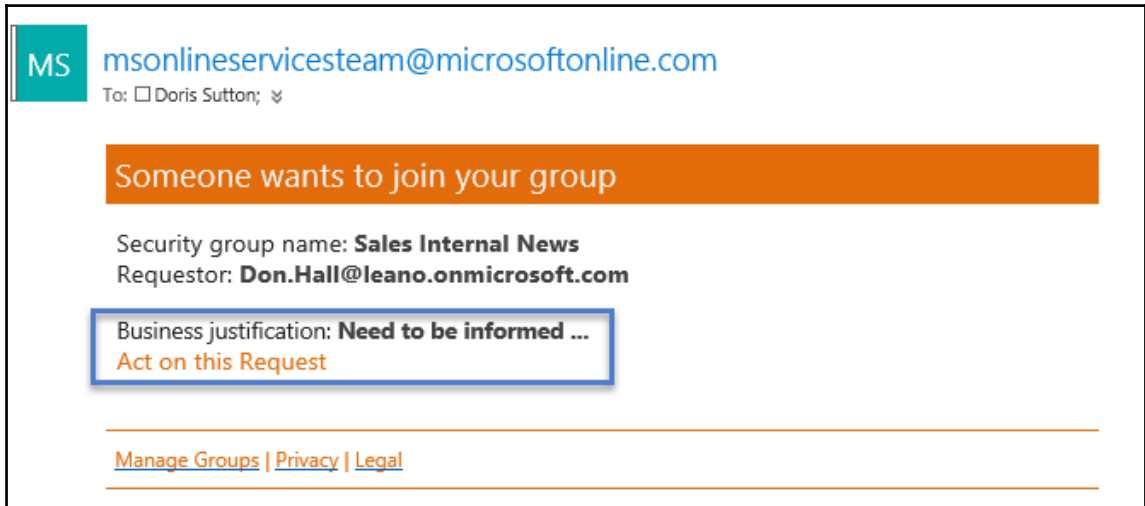 MS
msonlineservicesteam@microsoftonline.com
To: Doris Sutton;
Someone wants to join your group
Security group name: Sales Internal News
Requestor: Don.Hall@leano.onmicrosoft.com
Business justification: Need to be informed ...
Act on this Request
Manage Groups | Privacy | Legal